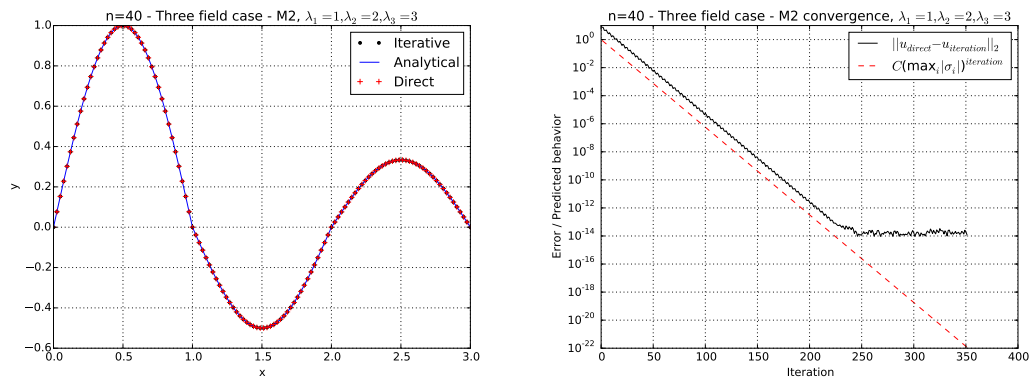 n=40 - Three field case - M2, λ₁ =1,λ₂ =2,λ₃ =3
1.0
0.8
0.6
0.4
0.2
0.0
−0.2
−0.4
−0.6
y
Iterative
Analytical
Direct
0.0 0.5 1.0 1.5 2.0 2.5 3.0
x
n=40 - Three field case - M2 convergence, λ₁ =1,λ₂ =2,λ₃ =3
10⁰
10⁻²
10⁻⁴
10⁻⁶
10⁻⁸
10⁻¹⁰
10⁻¹²
10⁻¹⁴
10⁻¹⁶
10⁻¹⁸
10⁻²⁰
10⁻²²
Error / Predicted behavior
||u_direct−u_iteration||₂
C(maxᵢ|σᵢ|)^iteration
0 50 100 150 200 250 300 350 400
Iteration